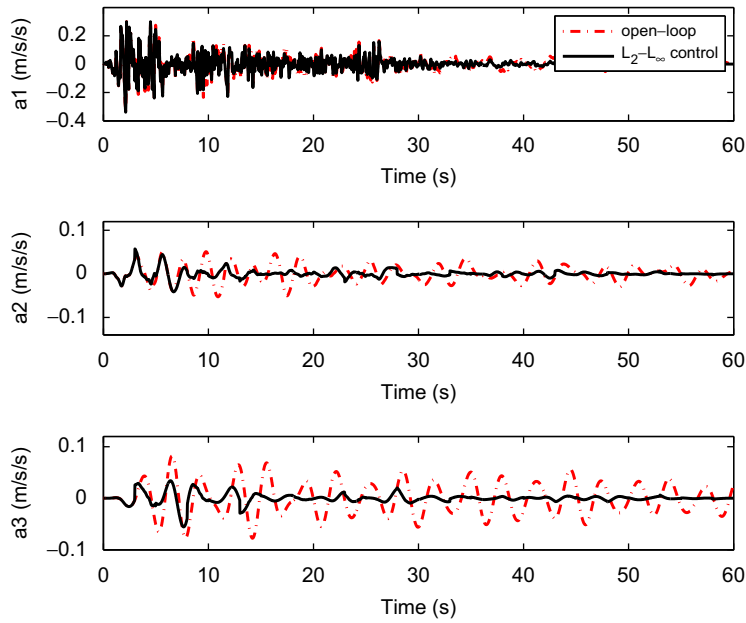 open−loop
L₂−L∞ control
a1 (m/s/s)
0.2
0
−0.2
−0.4
0 10 20 30 40 50 60
Time (s)
a2 (m/s/s)
0.1
0
−0.1
0 10 20 30 40 50 60
Time (s)
a3 (m/s/s)
0.1
0
−0.1
0 10 20 30 40 50 60
Time (s)